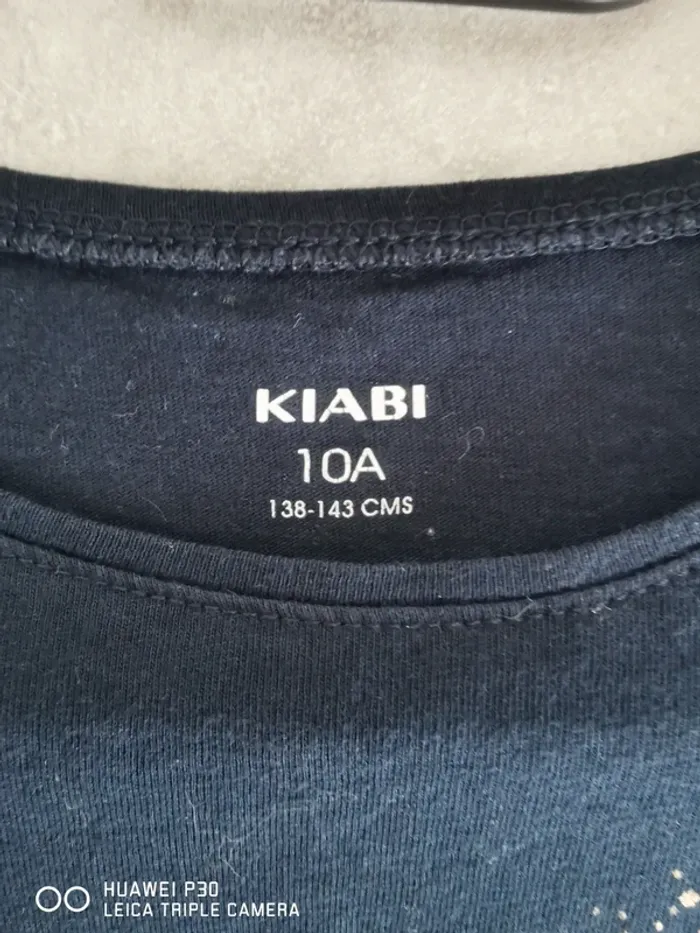 KIABI
10A
138-143 CMS
HUAWEI P30
LEICA TRIPLE CAMERA